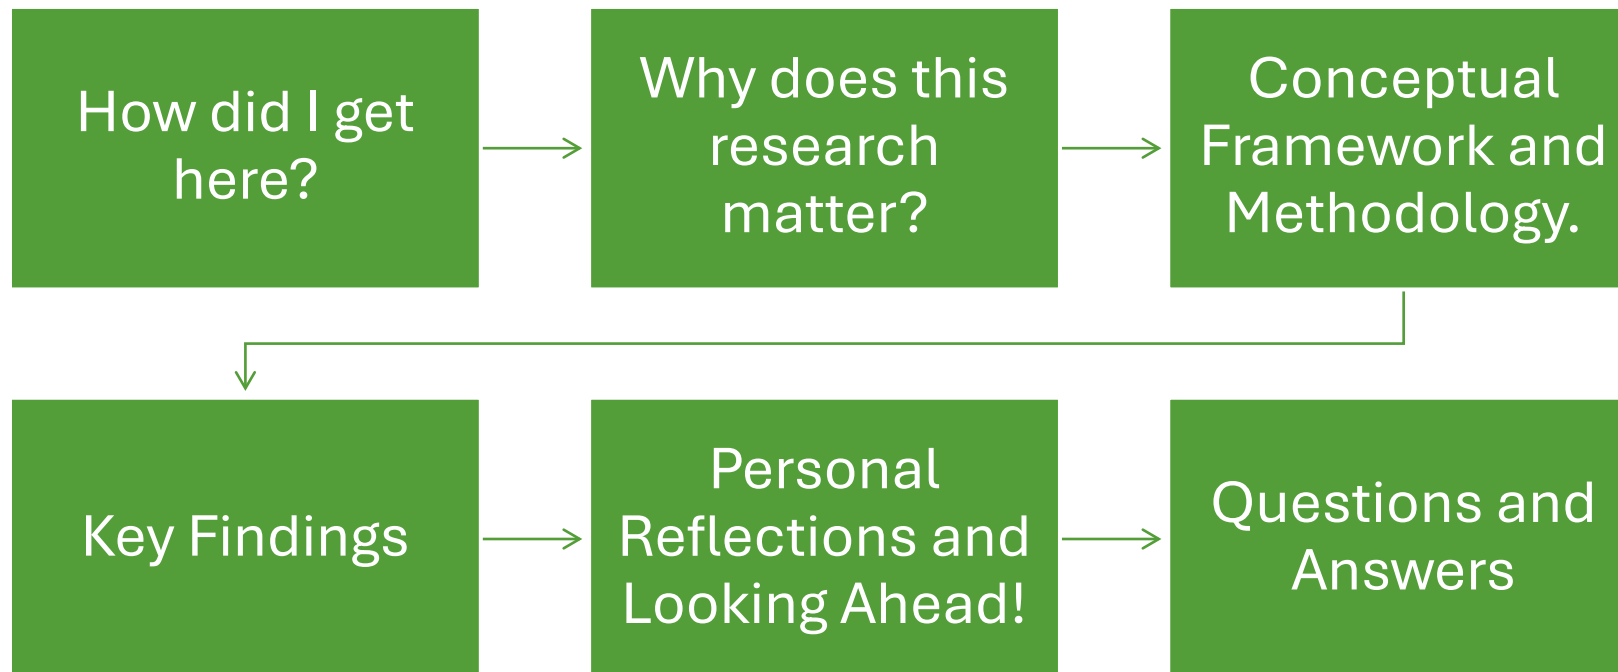 How did I get
here?
Why does this
research
matter?
Conceptual
Framework and
Methodology.
Key Findings
Personal
Reflections and
Looking Ahead!
Questions and
Answers